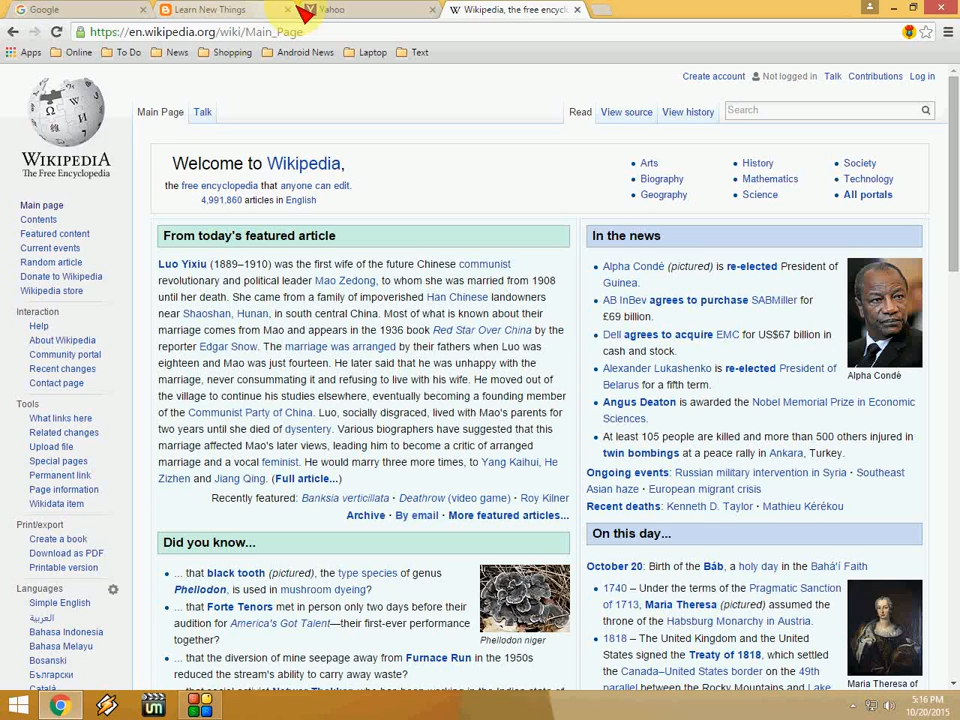 Google
Learn New Things
Yahoo
Wikipedia, the free encycl
https://en.wikipedia.org/wiki/Main_Page
Apps Online To Do News Shopping Android News Laptop Text
Create account Not logged in Talk Contributions Log in
Main Page Talk Read View source View history Search
WIKIPEDIA
The Free Encyclopedia
Main page
Contents
Featured content
Current events
Random article
Donate to Wikipedia
Wikipedia store
Interaction
Help
About Wikipedia
Community portal
Recent changes
Contact page
Tools
What links here
Related changes
Upload file
Special pages
Permanent link
Page information
Wikidata item
Print/export
Create a book
Download as PDF
Printable version
Languages
Simple English
العربية
Bahasa Indonesia
Bahasa Melayu
Bosanski
Български
Català
Welcome to Wikipedia,
the free encyclopedia that anyone can edit.
4,991,860 articles in English
• Arts
• Biography
• Geography
• History
• Mathematics
• Science
• Society
• Technology
• All portals
From today's featured article
Luo Yixiu (1889–1910) was the first wife of the future Chinese communist
revolutionary and political leader Mao Zedong, to whom she was married from 1908
until her death. She came from a family of impoverished Han Chinese landowners
near Shaoshan, Hunan, in south central China. Most of what is known about their
marriage comes from Mao and appears in the 1936 book Red Star Over China by the
reporter Edgar Snow. The marriage was arranged by their fathers when Luo was
eighteen and Mao was just fourteen. He later said that he was unhappy with the
marriage, never consummating it and refusing to live with his wife. He moved out of
the village to continue his studies elsewhere, eventually becoming a founding member
of the Communist Party of China. Luo, socially disgraced, lived with Mao's parents for
two years until she died of dysentery. Various biographers have suggested that this
marriage affected Mao's later views, leading him to become a critic of arranged
marriage and a vocal feminist. He would marry three more times, to Yang Kaihui, He
Zizhen and Jiang Qing. (Full article...)
Recently featured: Banksia verticillata · Deathrow (video game) · Roy Kilner
Archive · By email · More featured articles...
Did you know...
• ... that black tooth (pictured), the type species of genus
Phellodon, is used in mushroom dyeing?
• ... that Forte Tenors met in person only two days before their
audition for America's Got Talent—their first-ever performance
together?
• ... that the diversion of mine seepage away from Furnace Run in the 1950s
reduced the stream's ability to carry away bacteria?
Phellodon niger
In the news
• Alpha Condé (pictured) is re-elected President of
Guinea.
• AB InBev agrees to purchase SABMiller for
£69 billion.
• Dell agrees to acquire EMC for US$67 billion in
cash and stock.
• Alexander Lukashenko is re-elected President of
Belarus for a fifth term.
• Angus Deaton is awarded the Nobel Memorial Prize in Economic
Sciences.
• At least 105 people are killed and more than 500 others injured in
twin bombings at a peace rally in Ankara, Turkey.
Alpha Condé
Ongoing events: Russian military intervention in Syria · Southeast
Asian haze · European migrant crisis
Recent deaths: Kenneth D. Taylor · Mathieu Kérékou
On this day...
October 20: Birth of the Báb, a holy day in the Bahá'í Faith
• 1740 – Under the terms of the Pragmatic Sanction
of 1713, Maria Theresa (pictured) assumed the
throne of the Habsburg Monarchy in Austria.
• 1818 – The United Kingdom and the United
States signed the Treaty of 1818, which settled
the Canada–United States border on the 49th
parallel between the Rocky Mountains and Lake
Maria Theresa of
5:16 PM
10/20/2015